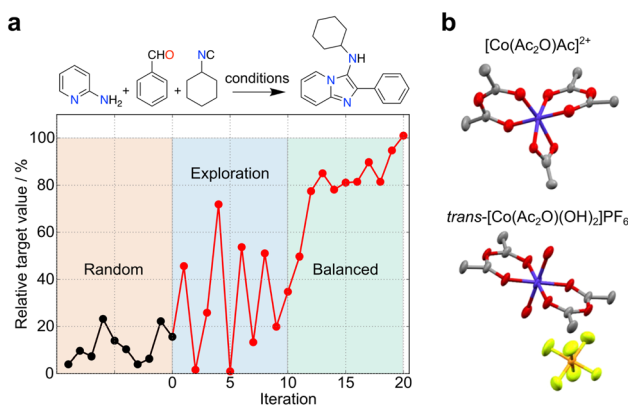 a
CHO
NC
NH
N
NH₂
+
+
conditions
N
N
100
80
60
40
20
0
Relative target value / %
Random
Exploration
Balanced
0
5
10
15
20
Iteration
b
[Co(Ac₂O)Ac]²⁺
trans-[Co(Ac₂O)(OH)₂]PF₆